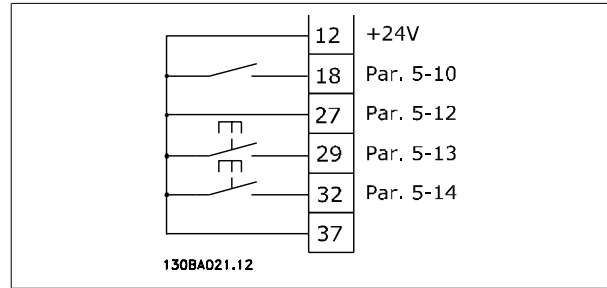 12 +24V
18 Par. 5-10
27 Par. 5-12
29 Par. 5-13
32 Par. 5-14
37
130BA021.12